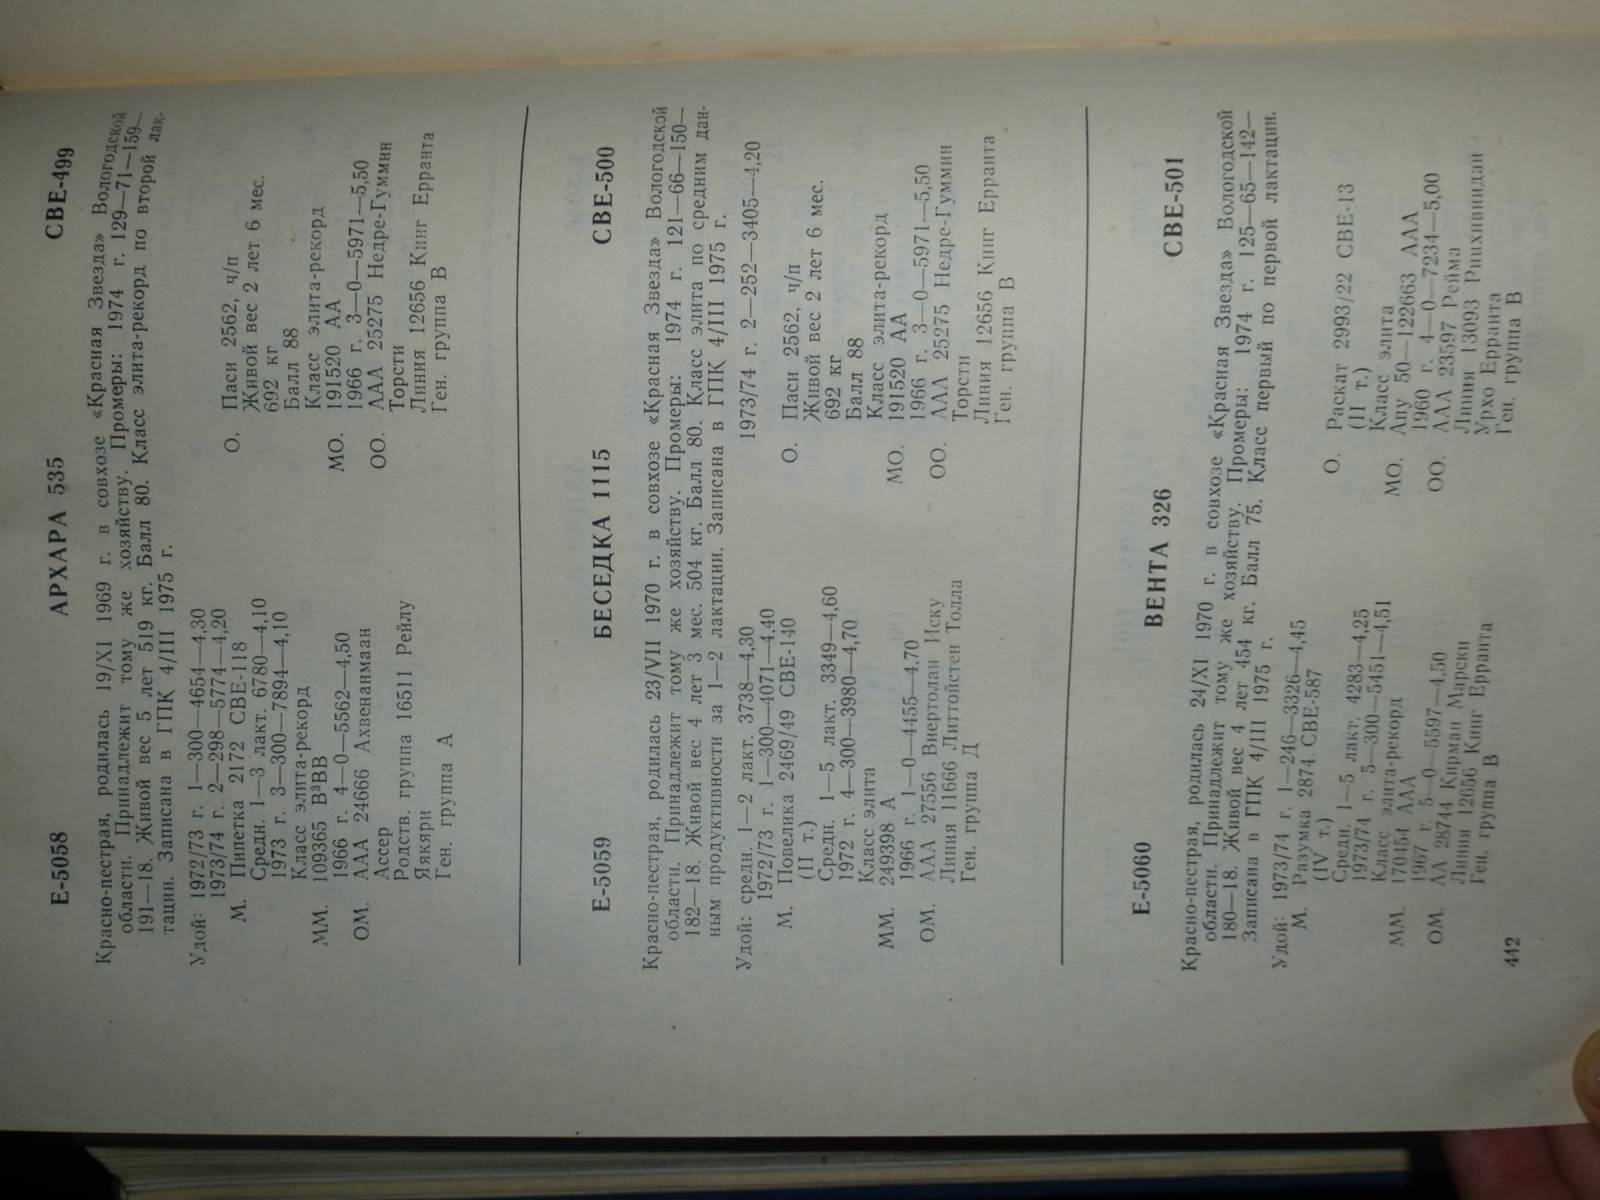 Е-5058 АРХАРА 535 СВЕ-499
Красно-пестрая, родилась 19/XI 1969 г. в совхозе «Красная Звезда» Вологодской
области. Принадлежит тому же хозяйству. Промеры: 1974 г. 129—71—159—
191—18. Живой вес 5 лет 519 кг. Балл 80. Класс элита-рекорд по второй лак-
тации. Записана в ГПК 4/III 1975 г.
Удой: 1972/73 г. 1—300—4654—4,30
1973/74 г. 2—298—5774—4,20
М. Пипетка 2172 СВЕ-118
Средн. 1—3 лакт. 6780—4,10
1973 г. 3—300—7894—4,10
Класс элита-рекорд
ММ. 109365 В³ВВ
1966 г. 4—0—5562—4,50
ОМ. ААА 24666 Ахвенанмаан
Ассер
Родств. группа 16511 Рейлу
Яякяри
Ген. группа А
О. Паси 2562, ч/п
Живой вес 2 лет 6 мес.
692 кг
Балл 88
Класс элита-рекорд
МО. 191520 АА
1966 г. 3—0—5971—5,50
ОО. ААА 25275 Недре-Гуммин
Торсти
Линия 12656 Кинг Ерранта
Ген. группа В
Е-5059 БЕСЕДКА 1115 СВЕ-500
Красно-пестрая, родилась 23/VII 1970 г. в совхозе «Красная Звезда» Вологодской
области. Принадлежит тому же хозяйству. Промеры: 1974 г. 121—66—150—
182—18. Живой вес 4 лет 3 мес. 504 кг. Балл 80. Класс элита по средним дан-
ным продуктивности за 1—2 лактации. Записана в ГПК 4/III 1975 г.
Удой: средн. 1—2 лакт. 3738—4,30
1972/73 г. 1—300—4071—4,40
1973/74 г. 2—252—3405—4,20
М. Повелика 2469/49 СВЕ-140
(II т.)
Средн. 1—5 лакт. 3349—4,60
1972 г. 4—300—3980—4,70
Класс элита
ММ. 249398 А
1966 г. 1—0—4455—4,70
ОМ. ААА 27556 Виертолан Иску
Линия 11666 Литтойстен Толла
Ген. группа Д
О. Паси 2562, ч/п
Живой вес 2 лет 6 мес.
692 кг
Балл 88
Класс элита-рекорд
МО. 191520 АА
1966 г. 3—0—5971—5,50
ОО. ААА 25275 Недре-Гуммин
Торсти
Линия 12656 Кинг Ерранта
Ген. группа В
Е-5060 ВЕНТА 326 СВЕ-501
Красно-пестрая, родилась 24/XI 1970 г. в совхозе «Красная Звезда» Вологодской
области. Принадлежит тому же хозяйству. Промеры: 1974 г. 125—65—142—
180—18. Живой вес 4 лет 454 кг. Балл 75. Класс первый по первой лактации.
Записана в ГПК 4/III 1975 г.
Удой: 1973/74 г. 1—246—3326—4,45
М. Разумка 2874 СВЕ-587
(IV т.)
Средн. 1—5 лакт. 4283—4,25
1973/74 г. 5—300—5451—4,51
Класс элита-рекорд
ММ. 170154 ААА
1967 г. 5—0—5597—4,50
ОМ. АА 28744 Кирман Марски
Линия 12656 Кинг Ерранта
Ген. группа В
О. Раскат 2993/22 СВЕ-13
(II т.)
Класс элита
МО. Апу 50—122663 ААА
1960 г. 4—0—7234—5,00
ОО. ААА 23597 Рейма
Линия 13093 Ринхивиидан
Урхо Ерранта
Ген. группа В
442